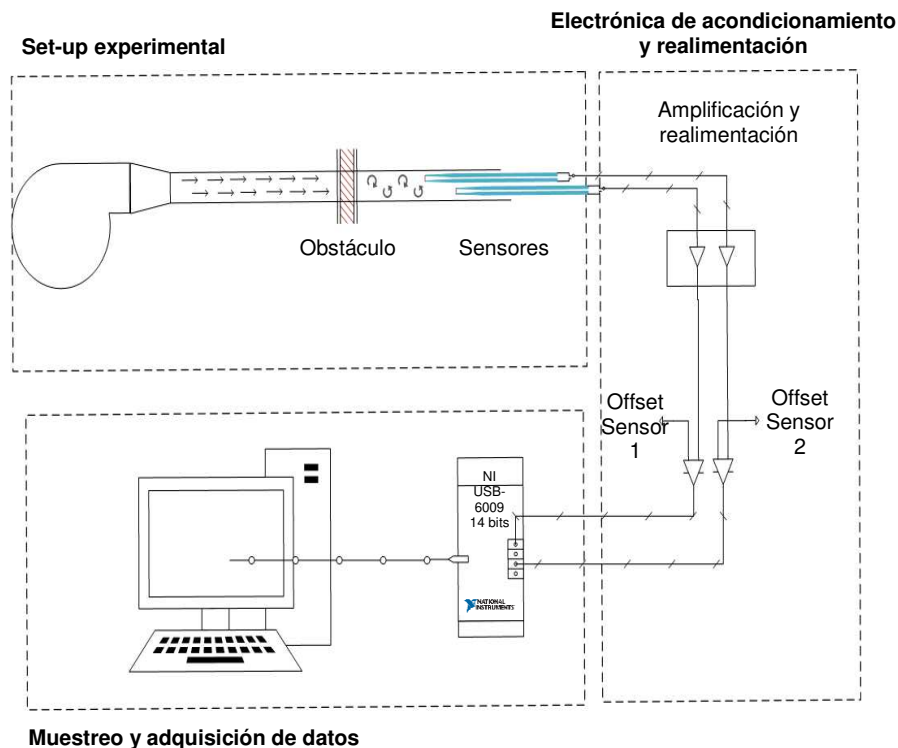 Electrónica de acondicionamiento
y realimentación
Set-up experimental
Amplificación y
realimentación
Obstáculo
Sensores
Offset
Sensor
1
Offset
Sensor
2
NI
USB-
6009
14 bits
NATIONAL
INSTRUMENTS
Muestreo y adquisición de datos